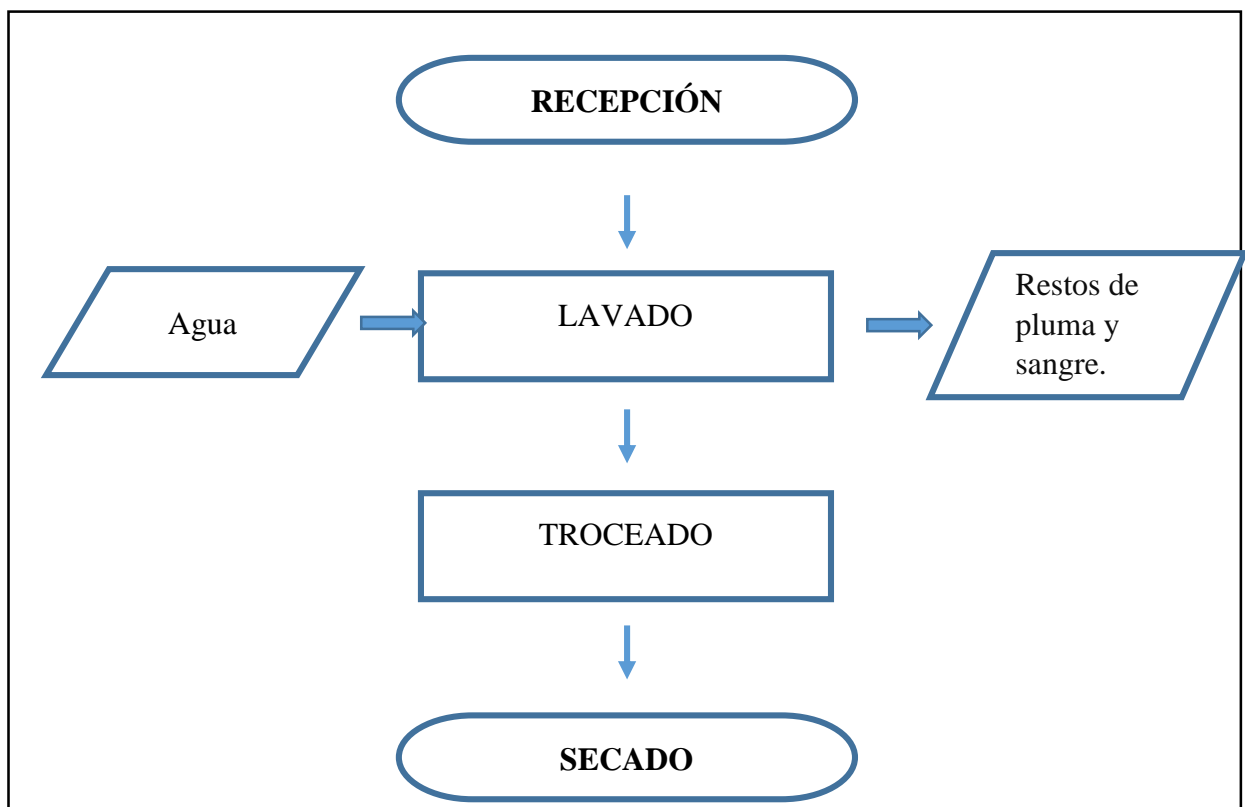 RECEPCIÓN
Agua
LAVADO
Restos de
pluma y
sangre.
TROCEADO
SECADO